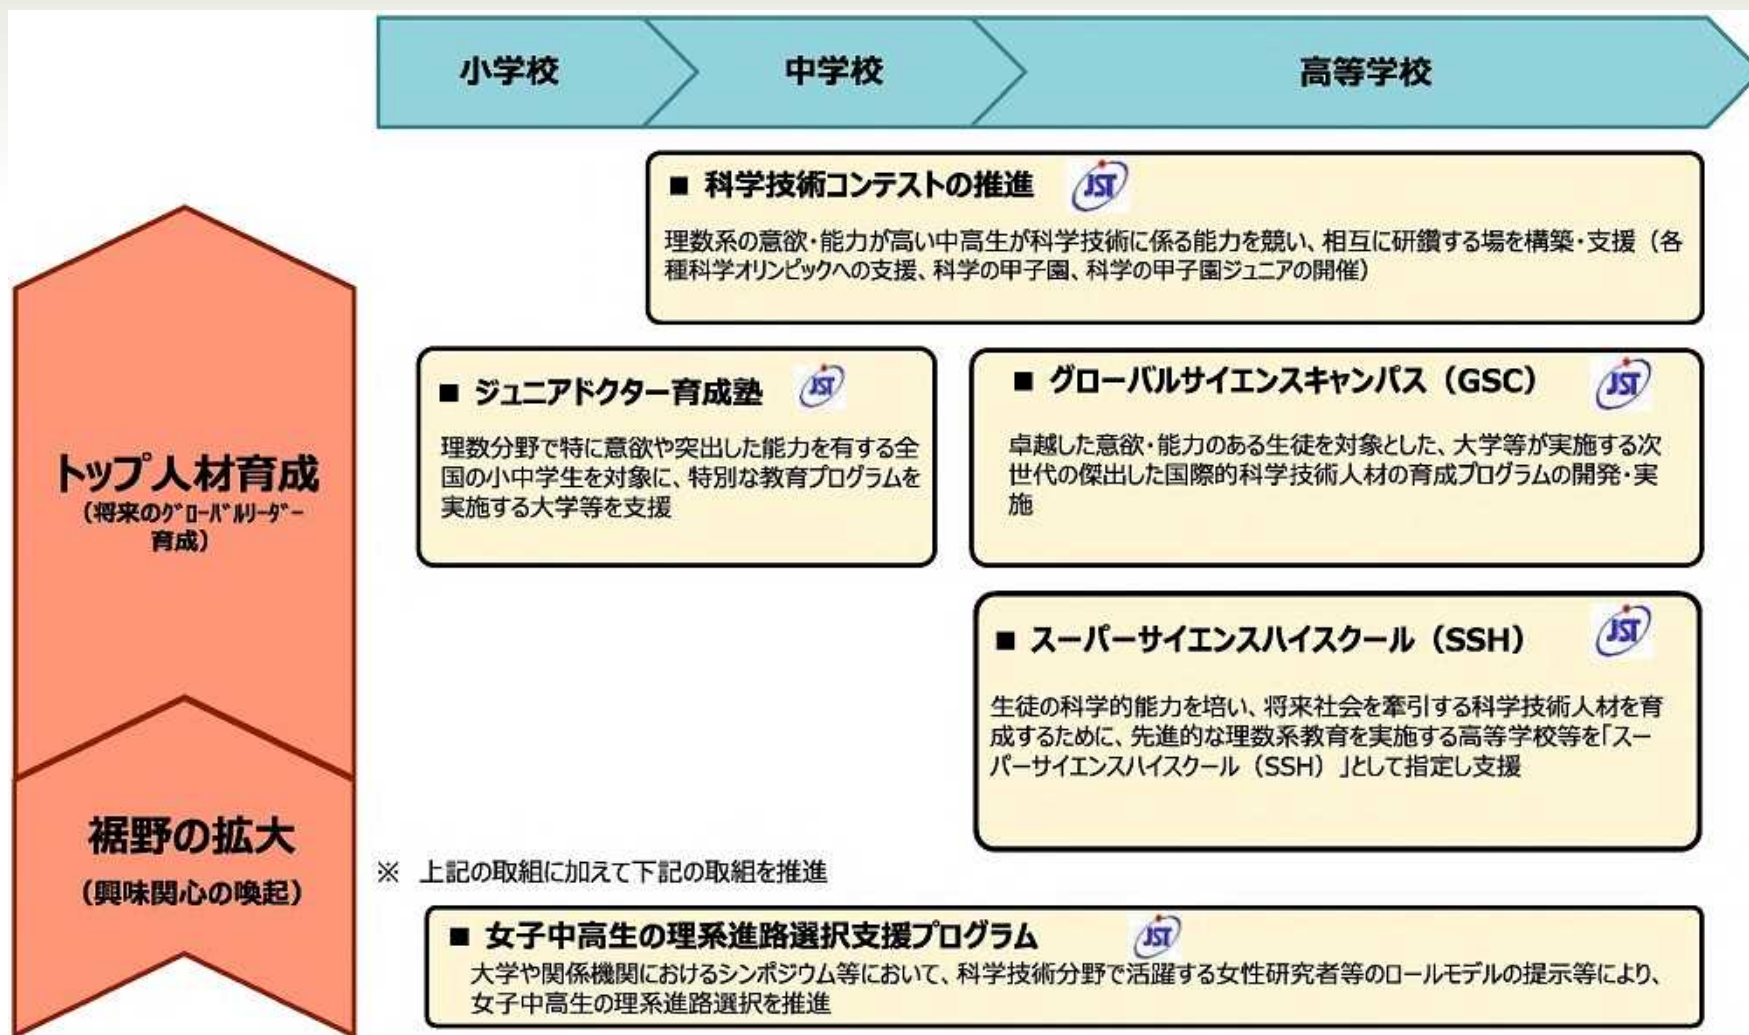 小学校
中学校
高等学校
■ 科学技術コンテストの推進
JST
理数系の意欲・能力が高い中高生が科学技術に係る能力を競い、相互に研鑽する場を構築・支援（各
種科学オリンピックへの支援、科学の甲子園、科学の甲子園ジュニアの開催）
■ ジュニアドクター育成塾
JST
理数分野で特に意欲や突出した能力を有する全
国の小中学生を対象に、特別な教育プログラムを
実施する大学等を支援
■ グローバルサイエンスキャンパス（GSC）
JST
卓越した意欲・能力のある生徒を対象とした、大学等が実施する次
世代の傑出した国際的科学技術人材の育成プログラムの開発・実
施
トップ人材育成
（将来のｸﾞﾛｰﾊﾞﾙﾘｰﾀﾞｰ
育成）
■ スーパーサイエンスハイスクール（SSH）
JST
生徒の科学的能力を培い、将来社会を牽引する科学技術人材を育
成するために、先進的な理数系教育を実施する高等学校等を「スー
パーサイエンスハイスクール（SSH）」として指定し支援
裾野の拡大
（興味関心の喚起）
※ 上記の取組に加えて下記の取組を推進
■ 女子中高生の理系進路選択支援プログラム
JST
大学や関係機関におけるシンポジウム等において、科学技術分野で活躍する女性研究者等のロールモデルの提示等により、
女子中高生の理系進路選択を推進